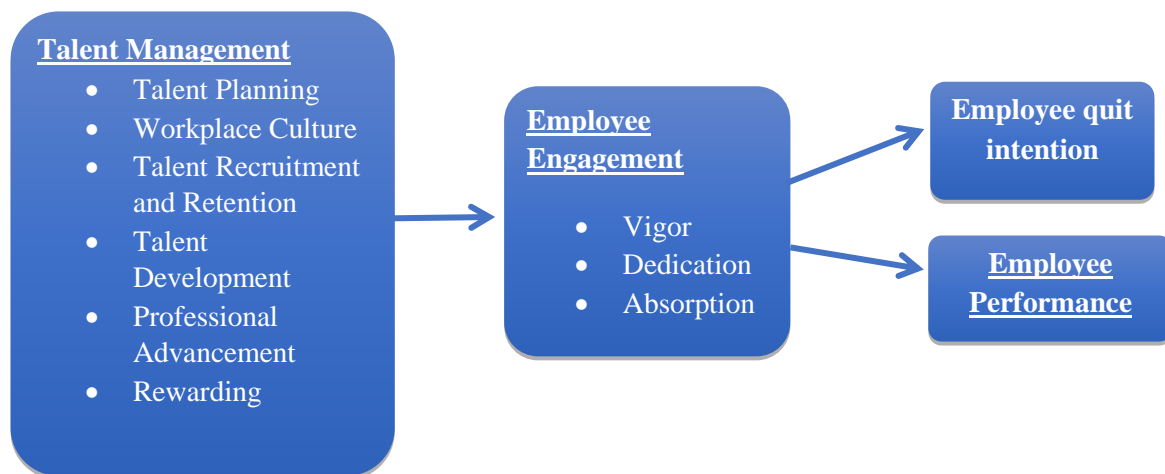 Talent Management
• Talent Planning
• Workplace Culture
• Talent Recruitment
and Retention
• Talent
Development
• Professional
Advancement
• Rewarding
Employee
Engagement
• Vigor
• Dedication
• Absorption
Employee quit
intention
Employee
Performance